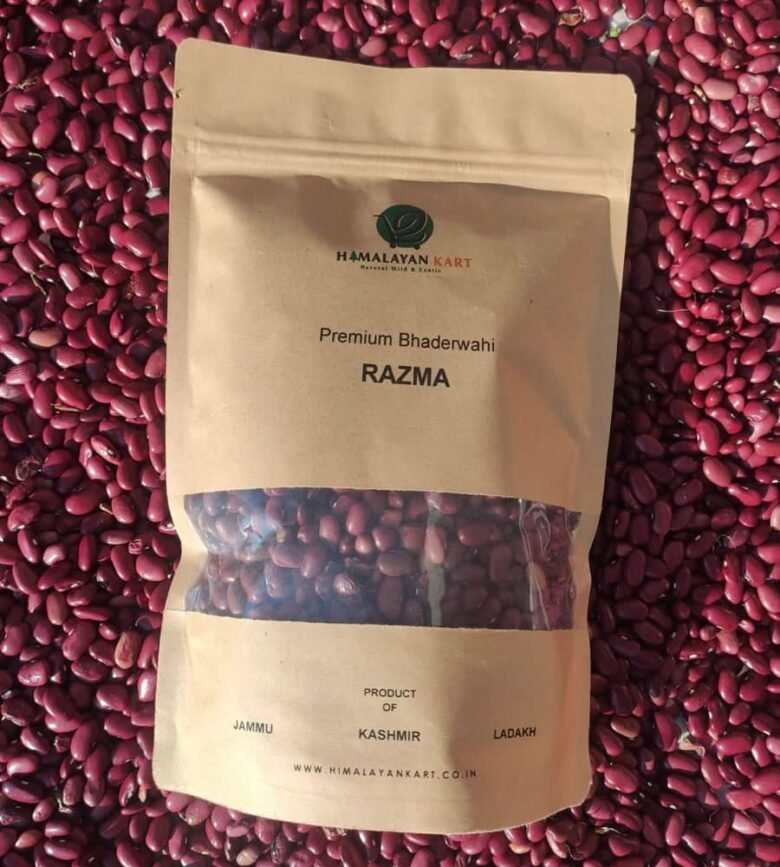 HIMALAYAN KART
Natural Wild & Exotic
Premium Bhaderwahi
RAZMA
PRODUCT
OF
JAMMU KASHMIR LADAKH
WWW.HIMALAYANKART.CO.IN